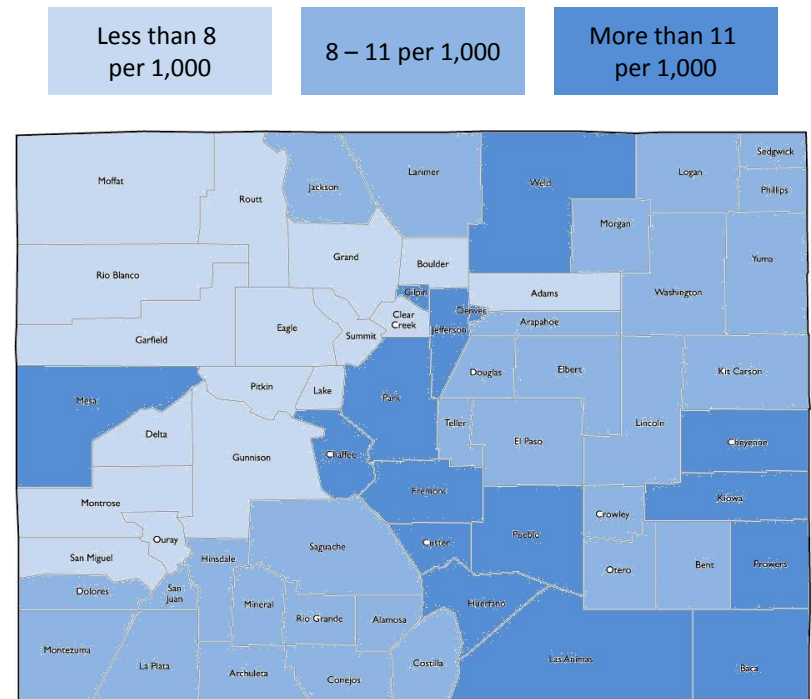 Less than 8
per 1,000
8 – 11 per 1,000
More than 11
per 1,000
Sedgwick
Moffat
Routt
Jackson
Larimer
Weld
Logan
Phillips
Morgan
Grand
Boulder
Yuma
Rio Blanco
Gilpin
Adams
Washington
Clear
Creek
Denver
Jefferson
Arapahoe
Eagle
Summit
Garfield
Douglas
Elbert
Kit Carson
Pitkin
Lake
Mesa
Park
Teller
Lincoln
Delta
El Paso
Cheyenne
Gunnison
Chaffee
Fremont
Kiowa
Montrose
Crowley
Ouray
Pueblo
Custer
San Miguel
Hinsdale
Saguache
Otero
Bent
Prowers
Dolores
San
Juan
Mineral
Rio Grande
Alamosa
Huerfano
Montezuma
La Plata
Archuleta
Conejos
Costilla
Las Animas
Baca